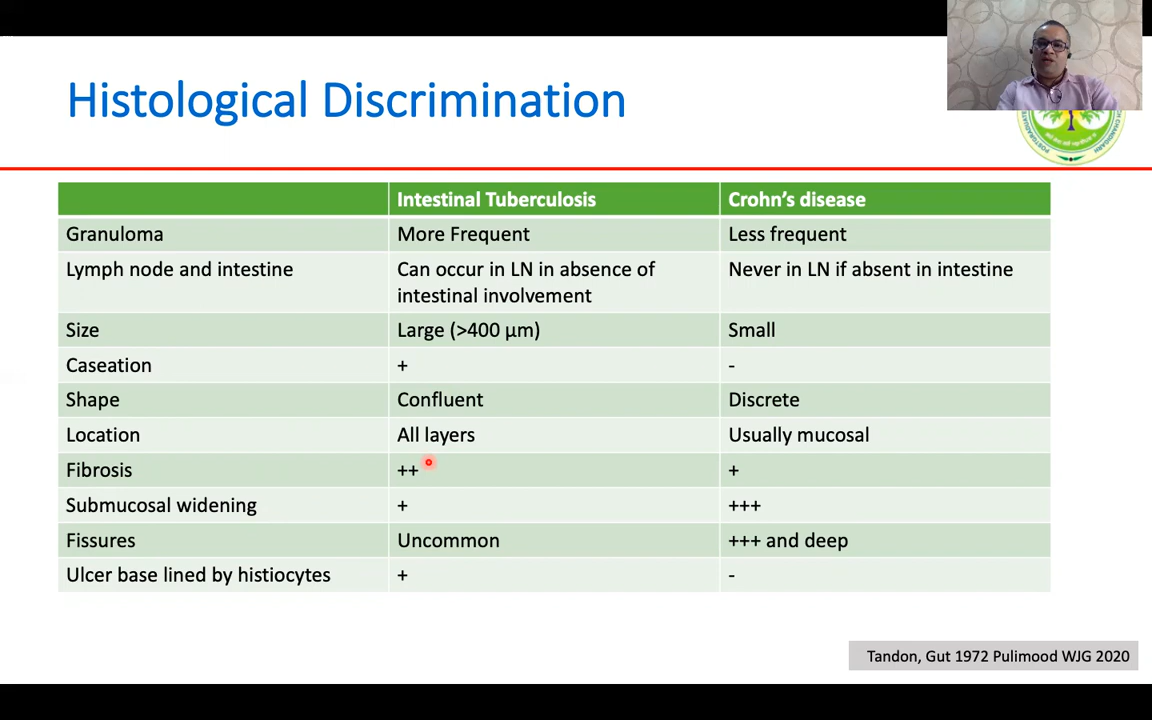 Histological Discrimination
Intestinal Tuberculosis Crohn's disease
Granuloma More Frequent Less frequent
Lymph node and intestine Can occur in LN in absence of Never in LN if absent in intestine
intestinal involvement
Size Large (>400 μm) Small
Caseation + -
Shape Confluent Discrete
Location All layers Usually mucosal
Fibrosis ++ +
Submucosal widening + +++
Fissures Uncommon +++ and deep
Ulcer base lined by histiocytes + -
Tandon, Gut 1972 Pulimood WJG 2020